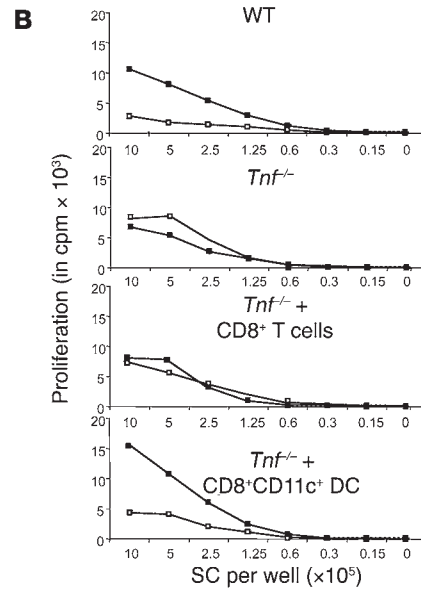 B
WT
20
15
10
5
0
10 5 2.5 1.25 0.6 0.3 0.15 0
Tnf⁻/⁻
20
15
10
5
0
10 5 2.5 1.25 0.6 0.3 0.15 0
Tnf⁻/⁻ +
CD8⁺ T cells
20
15
10
5
0
10 5 2.5 1.25 0.6 0.3 0.15 0
Tnf⁻/⁻ +
CD8⁺CD11c⁺ DC
20
15
10
5
0
10 5 2.5 1.25 0.6 0.3 0.15 0
SC per well (×10⁵)
Proliferation (in cpm × 10³)